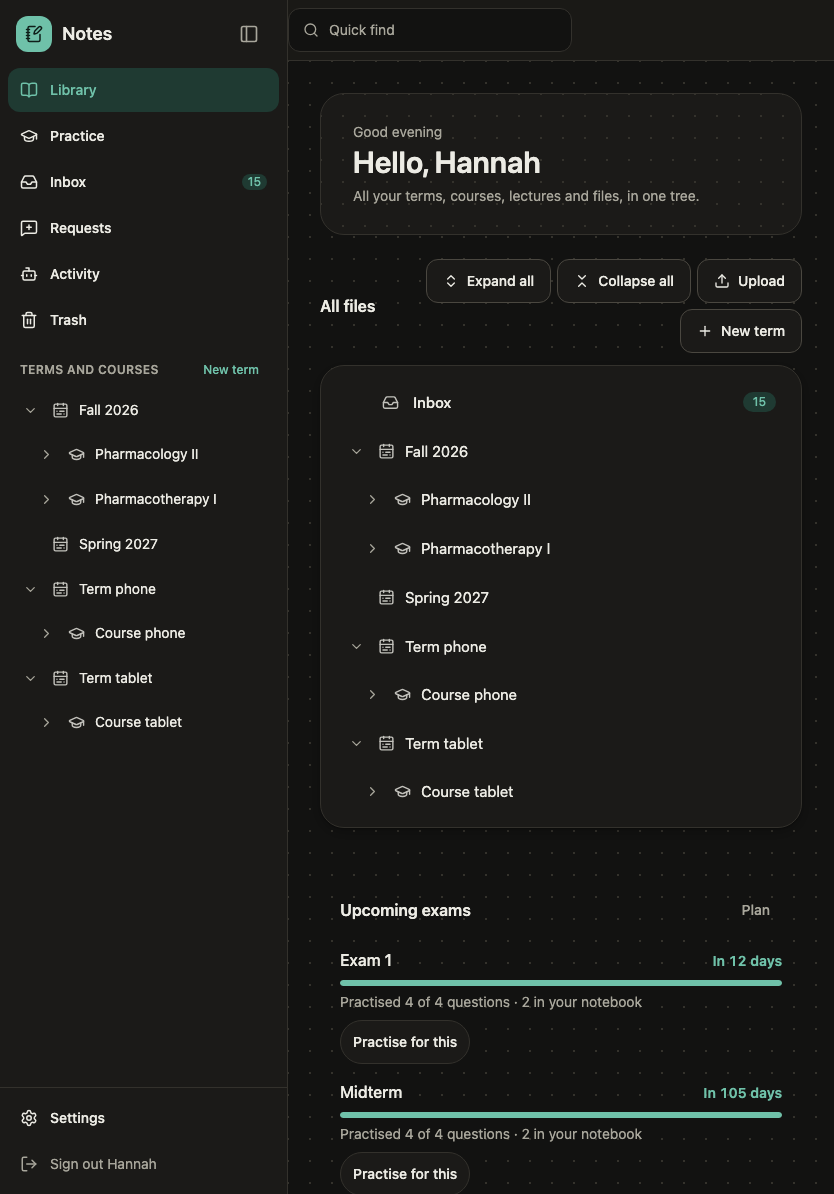 Notes
Library
Practice
Inbox 15
Requests
Activity
Trash
TERMS AND COURSES New term
Fall 2026
Pharmacology II
Pharmacotherapy I
Spring 2027
Term phone
Course phone
Term tablet
Course tablet
Settings
Sign out Hannah
Quick find
Good evening
Hello, Hannah
All your terms, courses, lectures and files, in one tree.
All files
Expand all Collapse all Upload
New term
Inbox 15
Fall 2026
Pharmacology II
Pharmacotherapy I
Spring 2027
Term phone
Course phone
Term tablet
Course tablet
Upcoming exams Plan
Exam 1 In 12 days
Practised 4 of 4 questions · 2 in your notebook
Practise for this
Midterm In 105 days
Practised 4 of 4 questions · 2 in your notebook
Practise for this